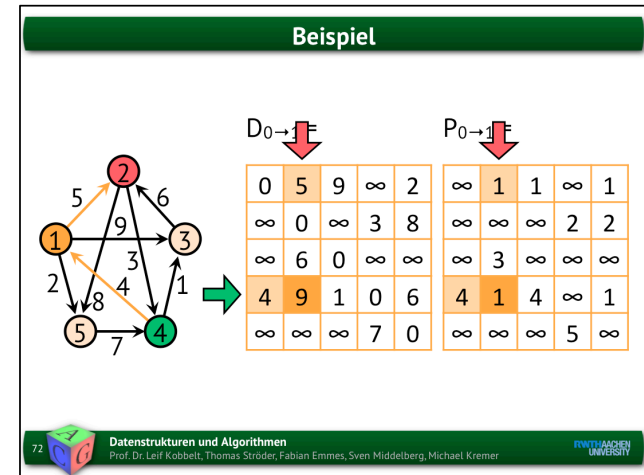 Beispiel
D0→1=
P0→1=
0 5 9 ∞ 2
∞ 0 ∞ 3 8
∞ 6 0 ∞ ∞
4 9 1 0 6
∞ ∞ ∞ 7 0
∞ 1 1 ∞ 1
∞ ∞ ∞ 2 2
∞ 3 ∞ ∞ ∞
4 1 4 ∞ 1
∞ ∞ ∞ 5 ∞
2
5
6
1
9
3
3
2
8
4
1
5
7
4
72
A
C
G
Datenstrukturen und Algorithmen
Prof. Dr. Leif Kobbelt, Thomas Ströder, Fabian Emmes, Sven Middelberg, Michael Kremer
RWTHAACHEN
UNIVERSITY